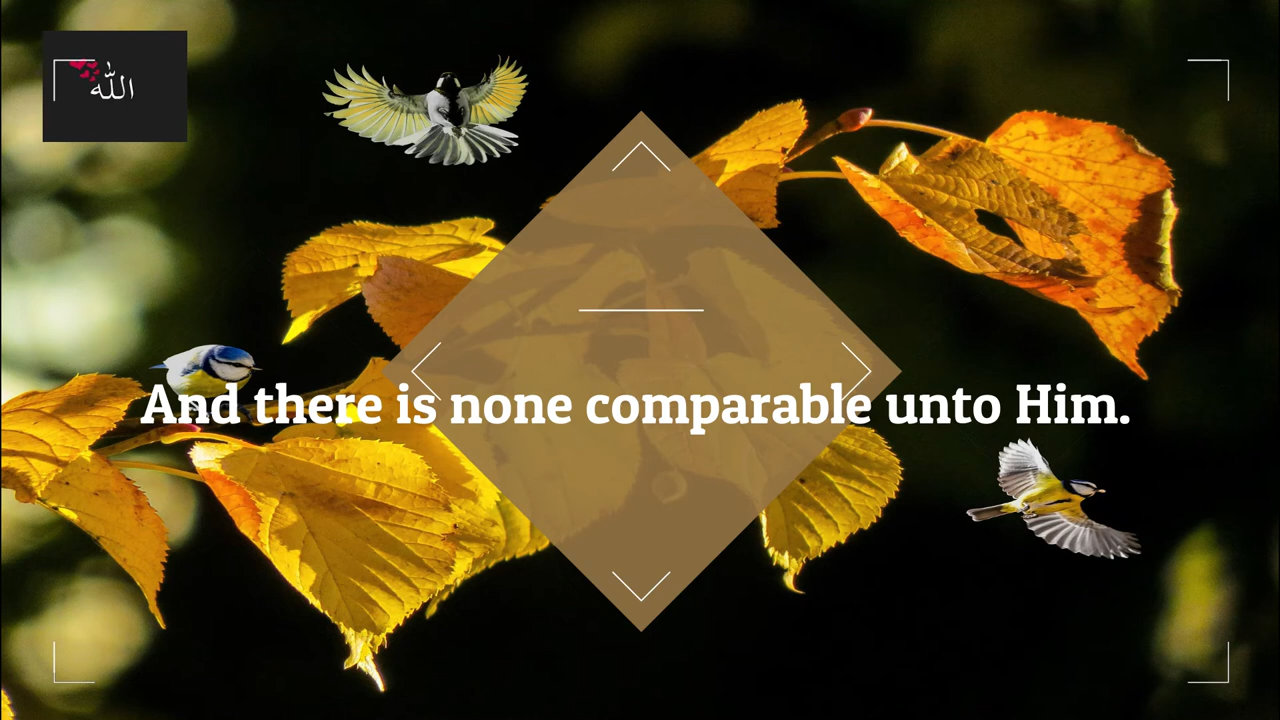 الله
And there is none comparable unto Him.